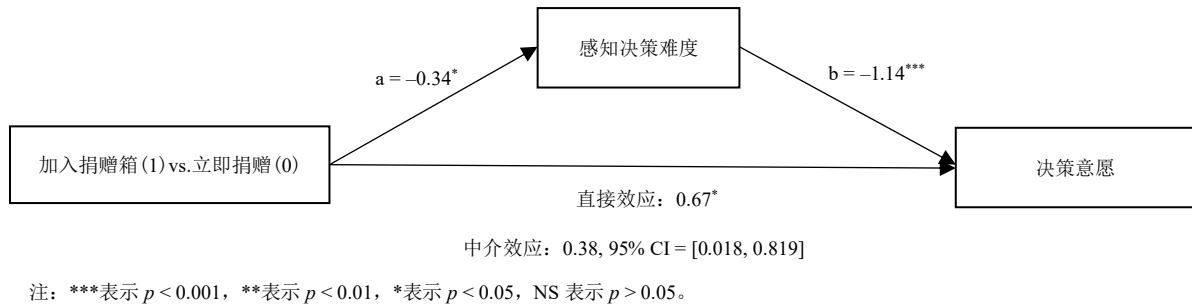 感知决策难度
a = –0.34*
b = –1.14***
加入捐赠箱(1)vs.立即捐赠(0)
决策意愿
直接效应：0.67*
中介效应：0.38, 95% CI = [0.018, 0.819]
注：***表示 p < 0.001，**表示 p < 0.01，*表示 p < 0.05，NS 表示 p > 0.05。